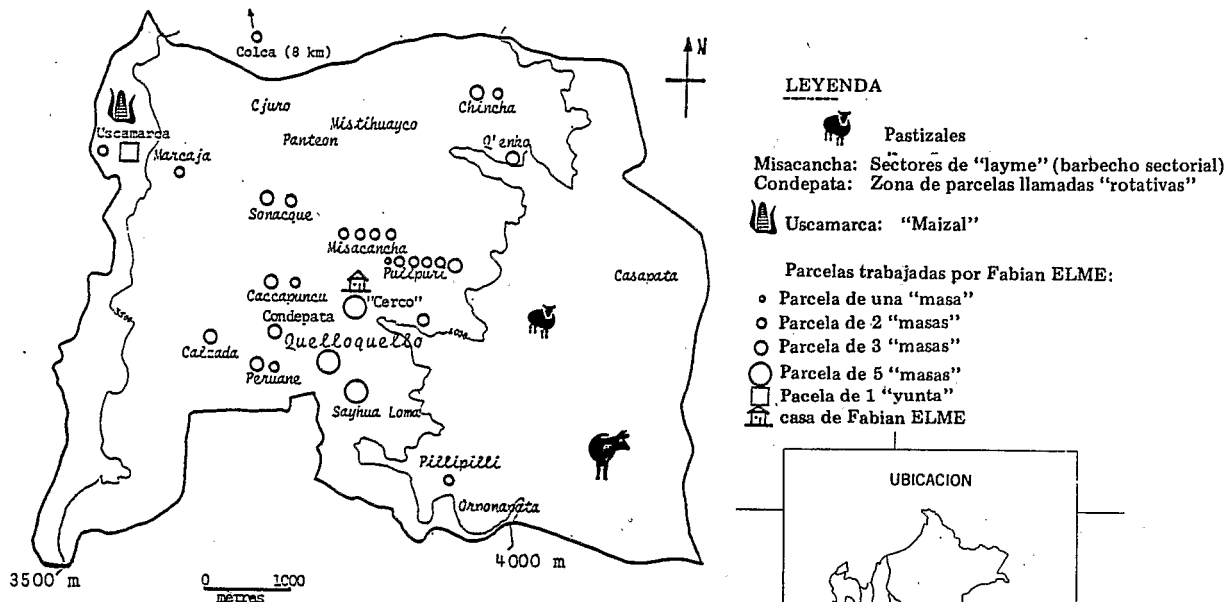 Colca (8 km)
N
Cjuro
Mistihuayco
Panteon
Chincha
Q'enka
Uscamarca
Marcaja
Sonacque
Misacancha
Pullpuri
Casapata
Caccapuncu
"Cerco"
Condepata
Quelloquello
Calzada
Peruane
Sayhua Loma
Pillipilli
Ornonapata
3500 m
4000 m
0 1000
métres
LEYENDA
Pastizales
Misacancha: Sectores de "layme" (barbecho sectorial)
Condepata: Zona de parcelas llamadas "rotativas"
Uscamarca: "Maizal"
Parcelas trabajadas por Fabian ELME:
Parcela de una "masa"
Parcela de 2 "masas"
Parcela de 3 "masas"
Parcela de 5 "masas"
Pacela de 1 "yunta"
casa de Fabian ELME
UBICACION